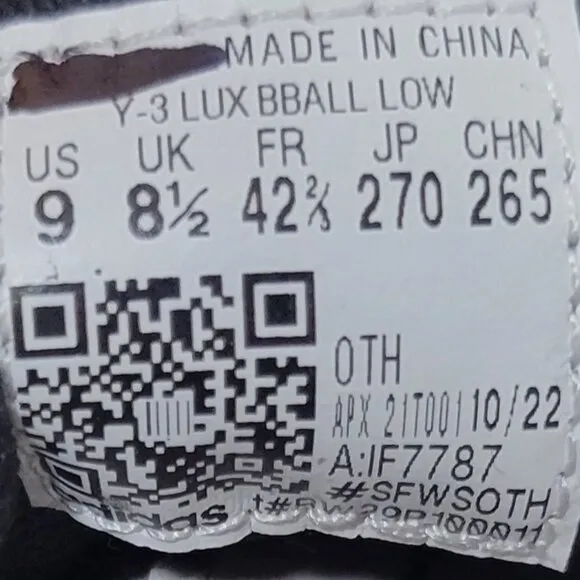 MADE IN CHINA
Y-3 LUX BBALL LOW
US UK FR JP CHN
9 8½ 42⅔ 270 265
OTH
APX 21T001 10/22
A:IF7787
#SFWSOTH
adidas